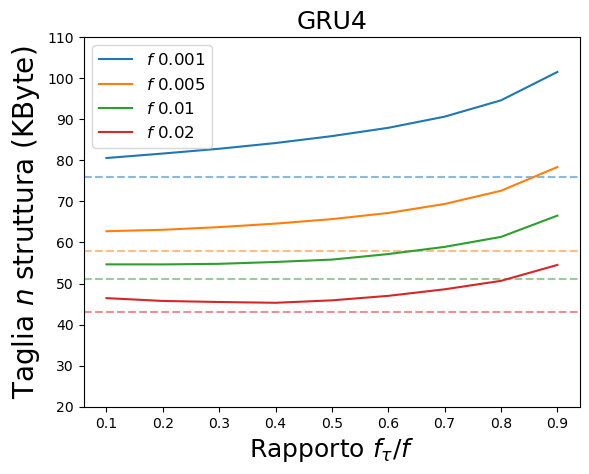 GRU4
Taglia n struttura (KByte)
110
100
90
80
70
60
50
40
30
20
f 0.001
f 0.005
f 0.01
f 0.02
0.1 0.2 0.3 0.4 0.5 0.6 0.7 0.8 0.9
Rapporto fτ/f